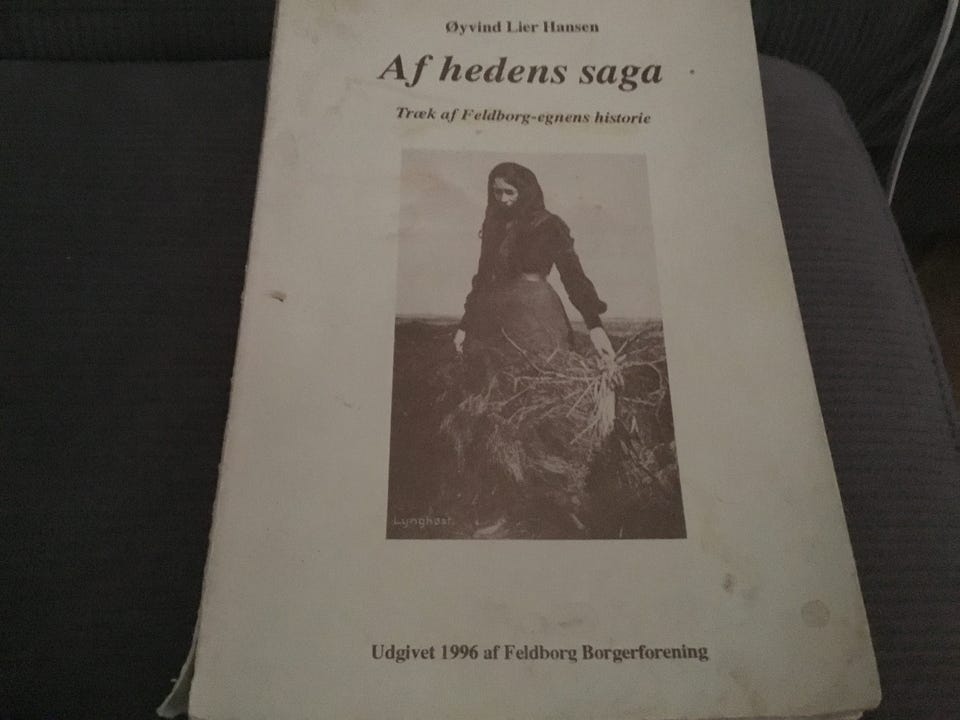 Øyvind Lier Hansen
Af hedens saga
Træk af Feldborg-egnens historie
Lynghøst.
Udgivet 1996 af Feldborg Borgerforening